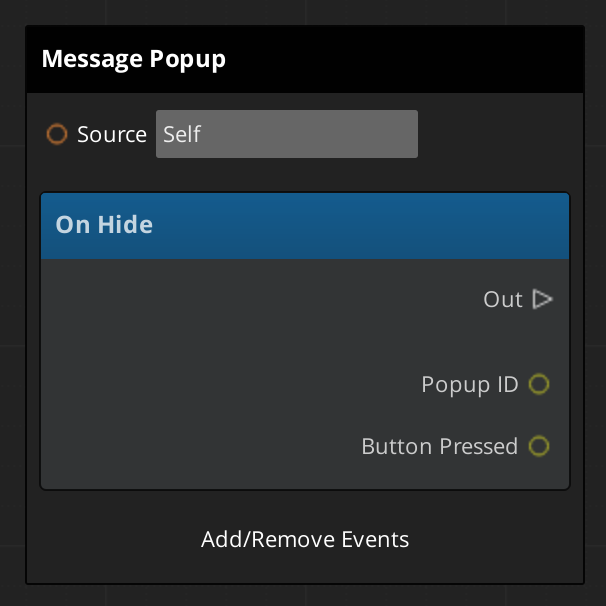 Message Popup
Source Self
On Hide
Out
Popup ID
Button Pressed
Add/Remove Events